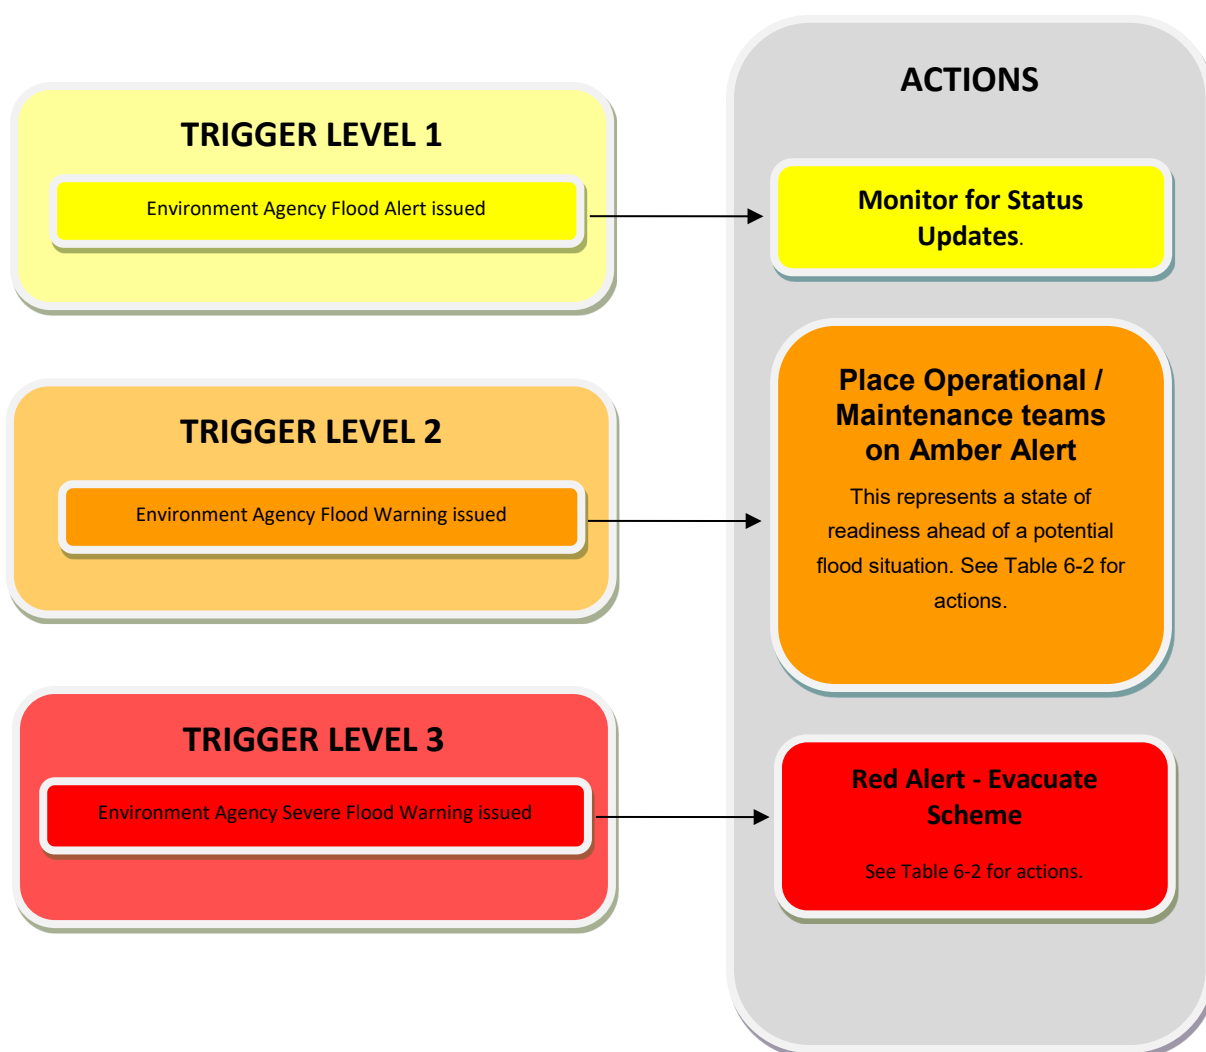 ACTIONS
TRIGGER LEVEL 1
Environment Agency Flood Alert issued
Monitor for Status
Updates.
TRIGGER LEVEL 2
Environment Agency Flood Warning issued
Place Operational /
Maintenance teams
on Amber Alert
This represents a state of
readiness ahead of a potential
flood situation. See Table 6-2 for
actions.
TRIGGER LEVEL 3
Environment Agency Severe Flood Warning issued
Red Alert - Evacuate
Scheme
See Table 6-2 for actions.